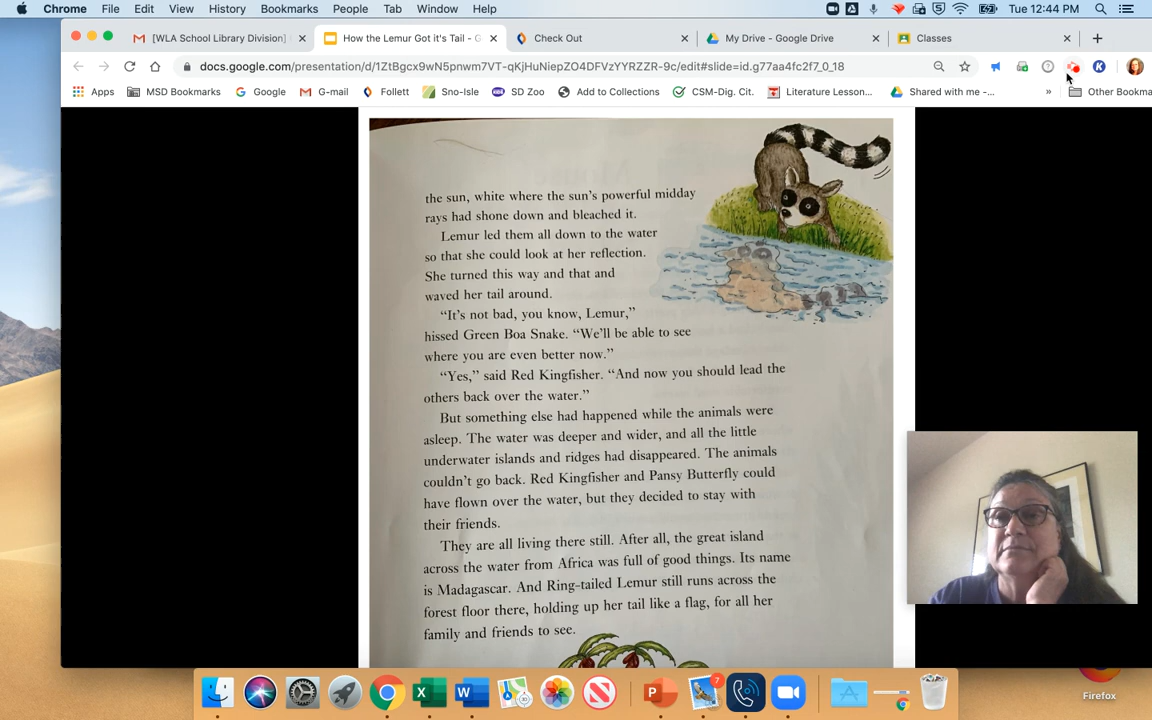 Chrome File Edit View History Bookmarks People Tab Window Help Tue 12:44 PM
[WLA School Library Division] How the Lemur Got it's Tail - G Check Out My Drive - Google Drive Classes
docs.google.com/presentation/d/1ZtBgcx9wN5pnwm7VT-qKjHuNiepZO4DFVzYYRZZR-9c/edit#slide=id.g77aa4fc2f7_0_18
Apps MSD Bookmarks Google G-mail Follett Sno-Isle SD Zoo Add to Collections CSM-Dig. Cit. Literature Lesson... Shared with me -... » Other Bookma
the sun, white where the sun's powerful midday
rays had shone down and bleached it.
Lemur led them all down to the water
so that she could look at her reflection.
She turned this way and that and
waved her tail around.
“It's not bad, you know, Lemur,”
hissed Green Boa Snake. “We'll be able to see
where you are even better now.”
“Yes,” said Red Kingfisher. “And now you should lead the
others back over the water.”
But something else had happened while the animals were
asleep. The water was deeper and wider, and all the little
underwater islands and ridges had disappeared. The animals
couldn't go back. Red Kingfisher and Pansy Butterfly could
have flown over the water, but they decided to stay with
their friends.
They are all living there still. After all, the great island
across the water from Africa was full of good things. Its name
is Madagascar. And Ring-tailed Lemur still runs across the
forest floor there, holding up her tail like a flag, for all her
family and friends to see.
7
Firefox